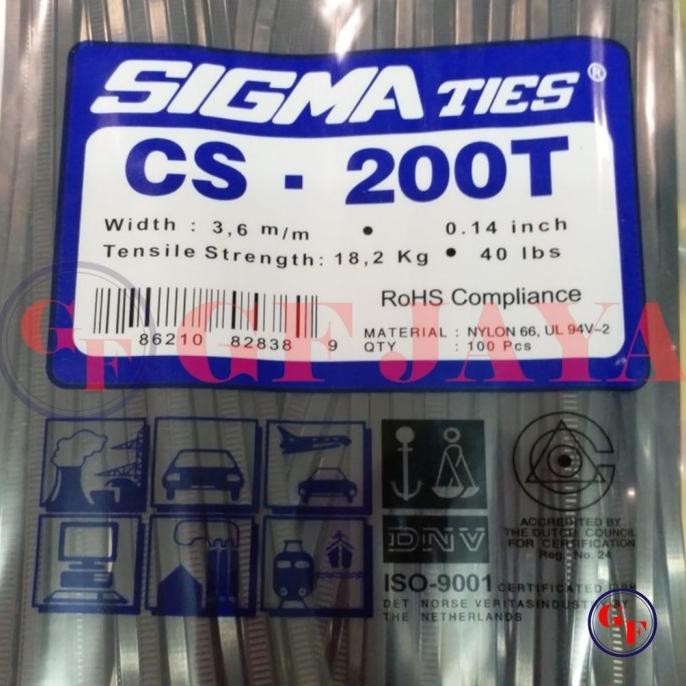 SIGMA TIES®
CS - 200T
Width : 3,6 m/m • 0.14 inch
Tensile Strength: 18,2 Kg • 40 lbs
RoHS Compliance
MATERIAL : NYLON 66, UL 94V-2
QTY : 100 Pcs
86210 82838 9
GF GF JAYA
DNV
ACCREDITED BY
THE DUTCH COUNCIL
FOR CERTIFICATION
Reg. No. 24
ISO-9001 CERTIFICATED
DET NORSE VERITAS INDUSTRY
THE NETHERLANDS
GF